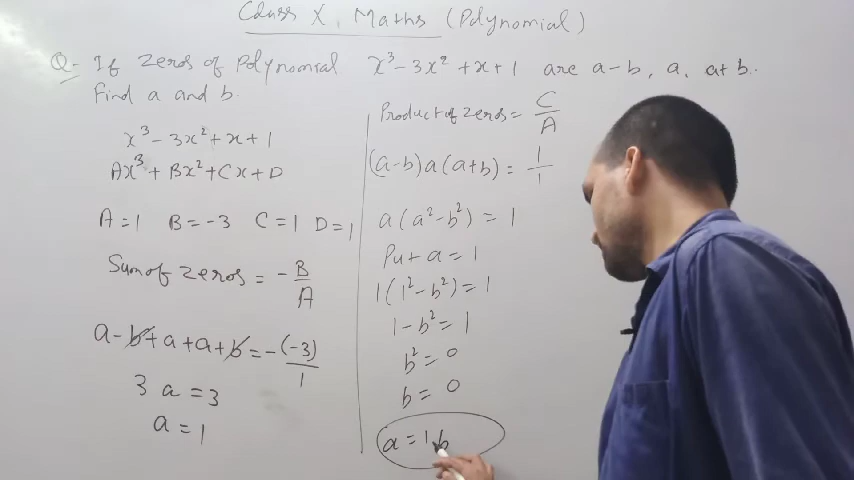 Class X, Maths (Polynomial)
Q- If zeros of Polynomial x³-3x²+x+1 are a-b, a, a+b.
Find a and b.
x³-3x²+x+1
Ax³+Bx²+Cx+D
A=1 B=-3 C=1 D=1
Sum of zeros = -B/A
a-b+a+a+b=-(-3)/1
3a=3
a=1
Product of zeros = C/A
(a-b)a(a+b)=1/1
a(a²-b²)=1
Put a=1
1(1²-b²)=1
1-b²=1
b²=0
b=0
a=1, b